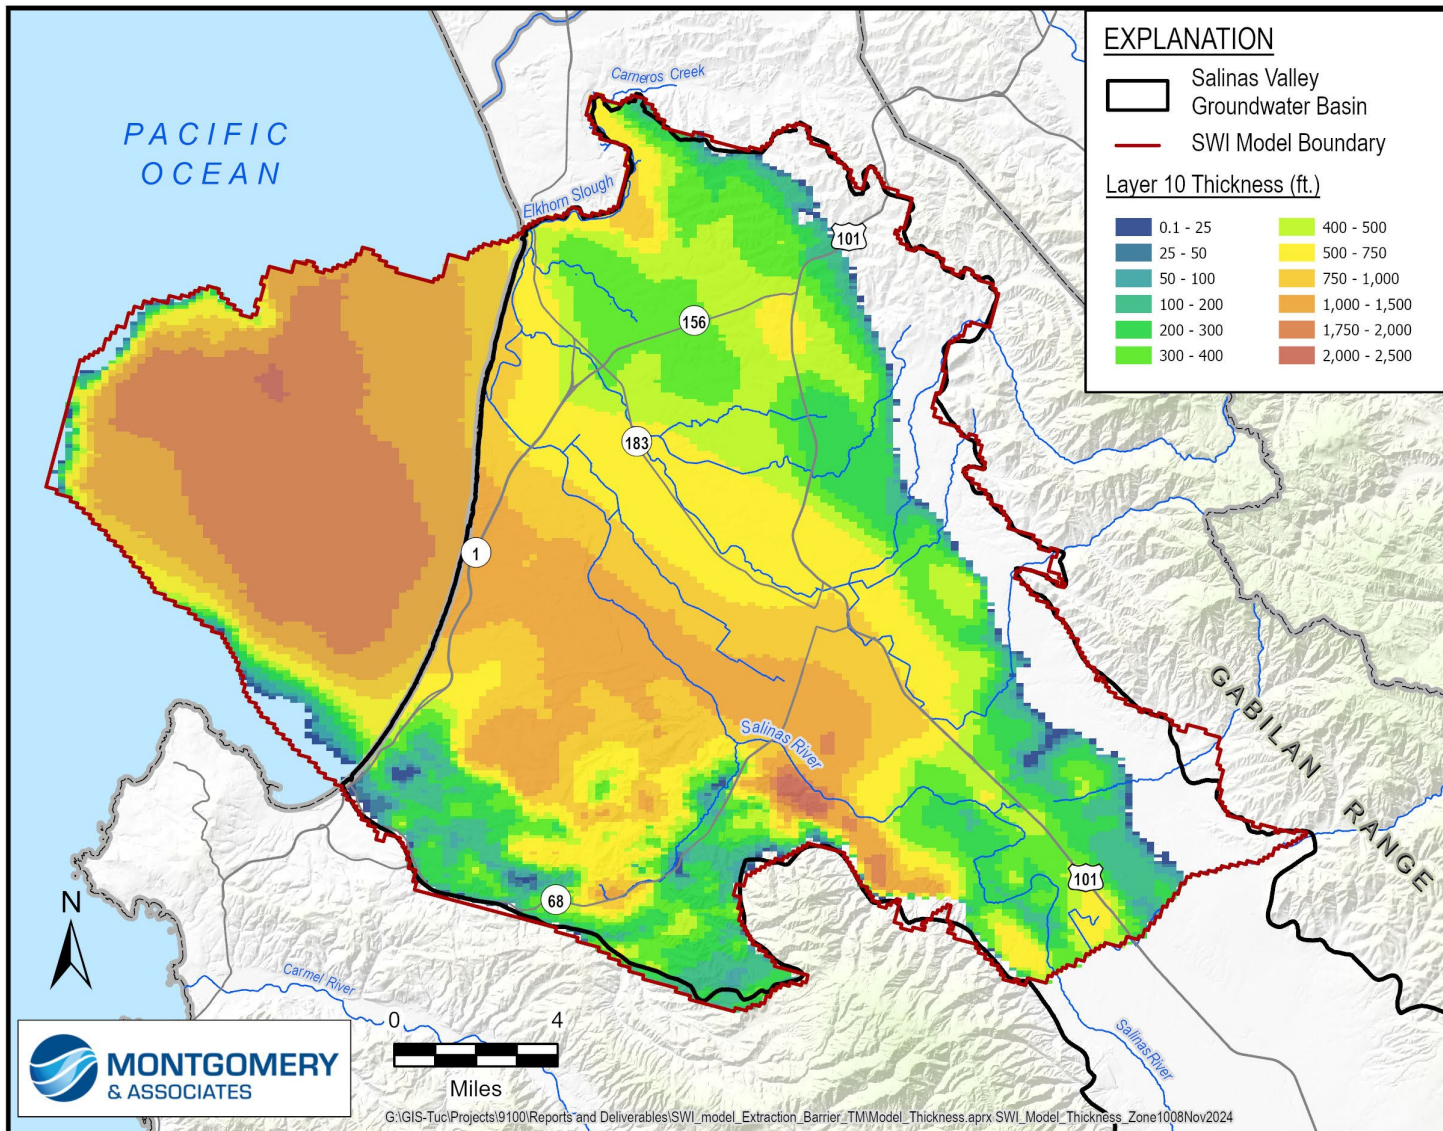 EXPLANATION
Salinas Valley
Groundwater Basin
SWI Model Boundary
Layer 10 Thickness (ft.)
0.1 - 25
25 - 50
50 - 100
100 - 200
200 - 300
300 - 400
400 - 500
500 - 750
750 - 1,000
1,000 - 1,500
1,750 - 2,000
2,000 - 2,500
Carneros Creek
PACIFIC
OCEAN
Elkhorn Slough
101
156
183
1
GABILAN
RANGE
Salinas River
101
68
N
Carmel River
0 4
Miles
Salinas River
MONTGOMERY
& ASSOCIATES
G:\GIS-Tuc\Projects\9100\Reports and Deliverables\SWI_model_Extraction_Barrier_TM\Model_Thickness.aprx SWI_Model_Thickness_Zone1008Nov2024